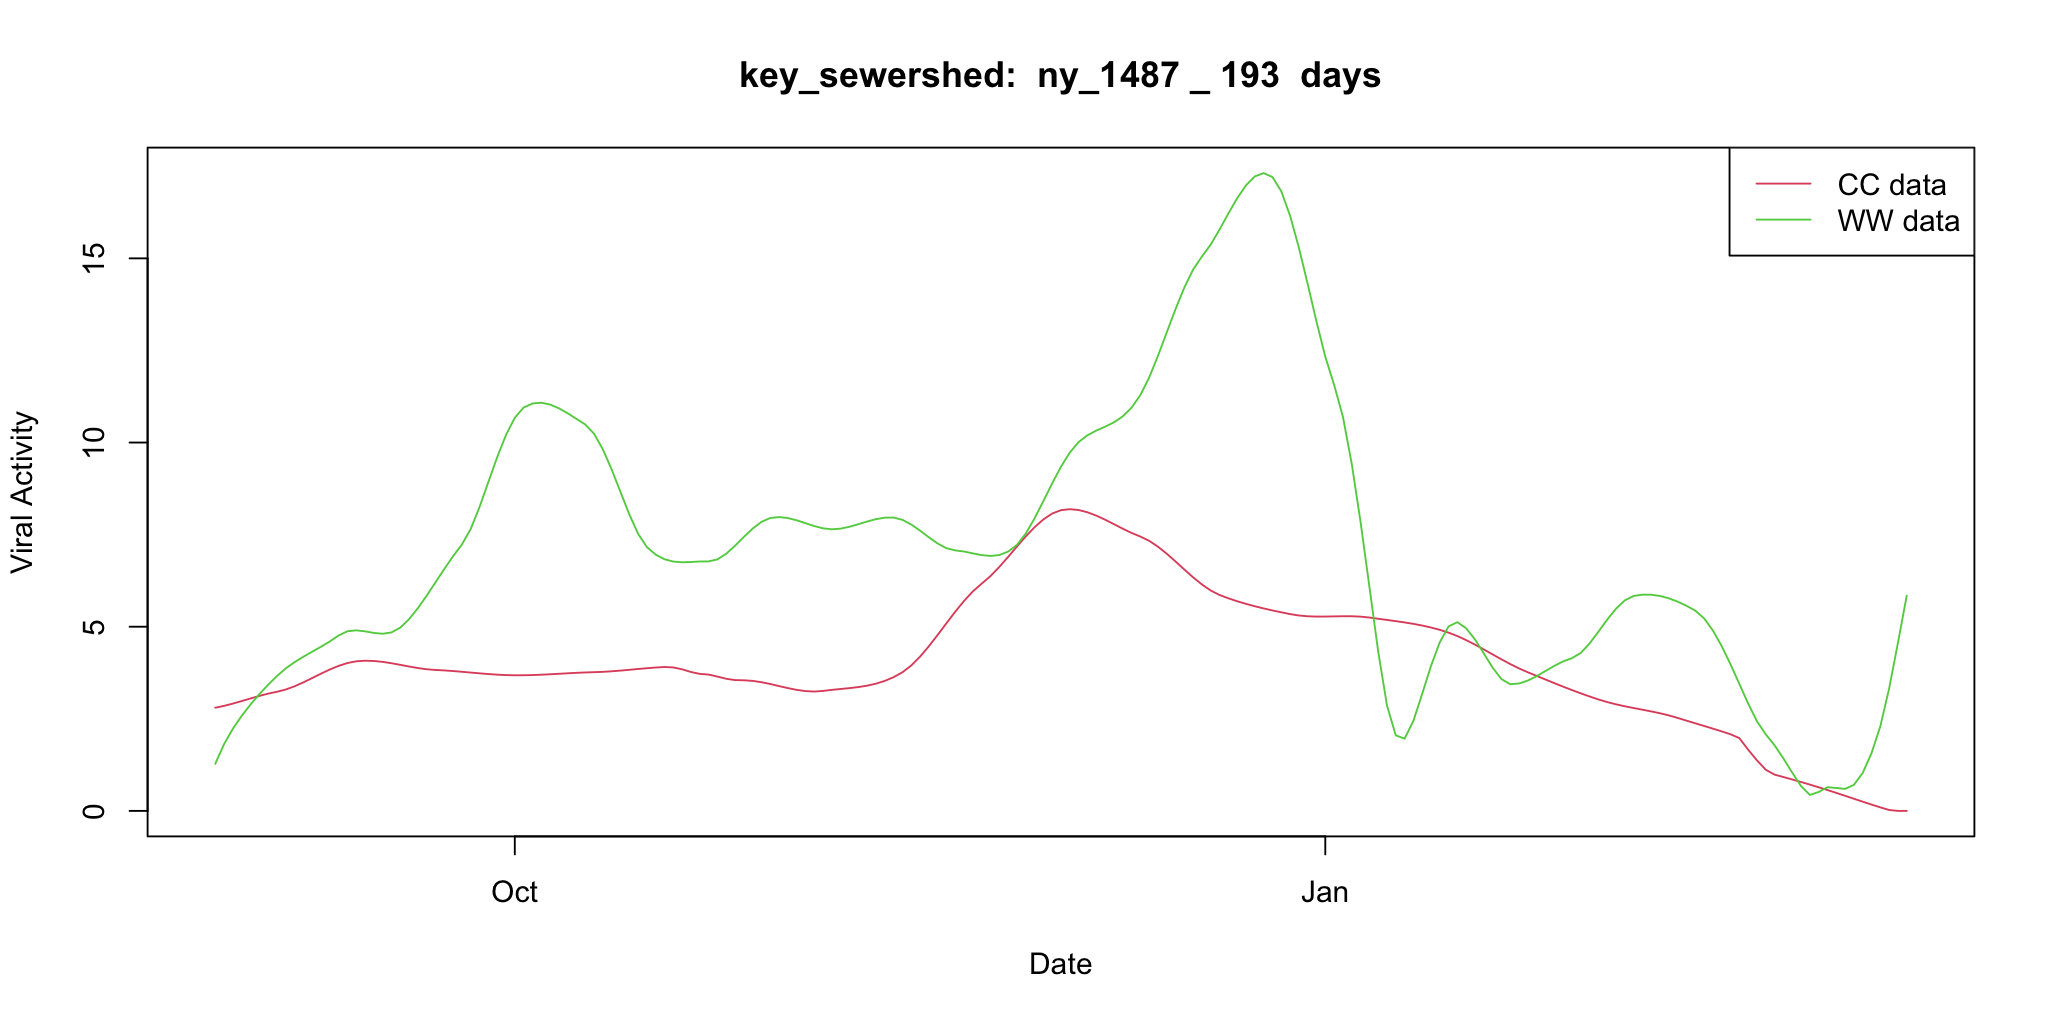 key_sewershed:  ny_1487 _ 193  days
CC data
WW data
Viral Activity
15
10
5
0
Oct
Jan
Date